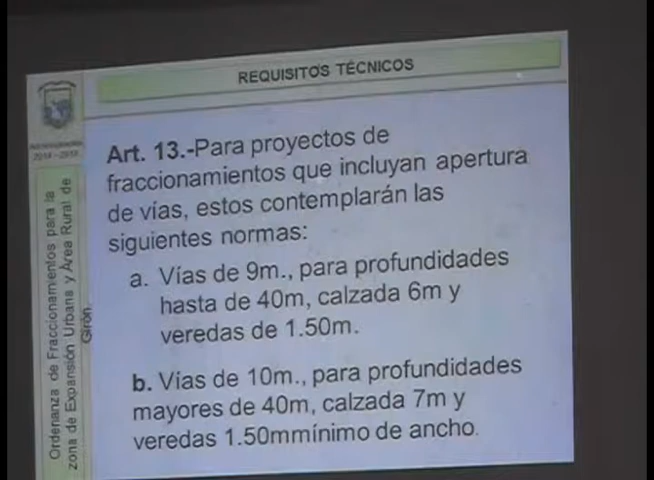 REQUISITOS TÉCNICOS
Art. 13.-Para proyectos de
fraccionamientos que incluyan apertura
de vías, estos contemplarán las
siguientes normas:
a. Vías de 9m., para profundidades
hasta de 40m, calzada 6m y
veredas de 1.50m.
b. Vías de 10m., para profundidades
mayores de 40m, calzada 7m y
veredas 1.50mmínimo de ancho.
Ordenanza de Fraccionamientos para la
zona de Expansión Urbana y Área Rural de
Girón.